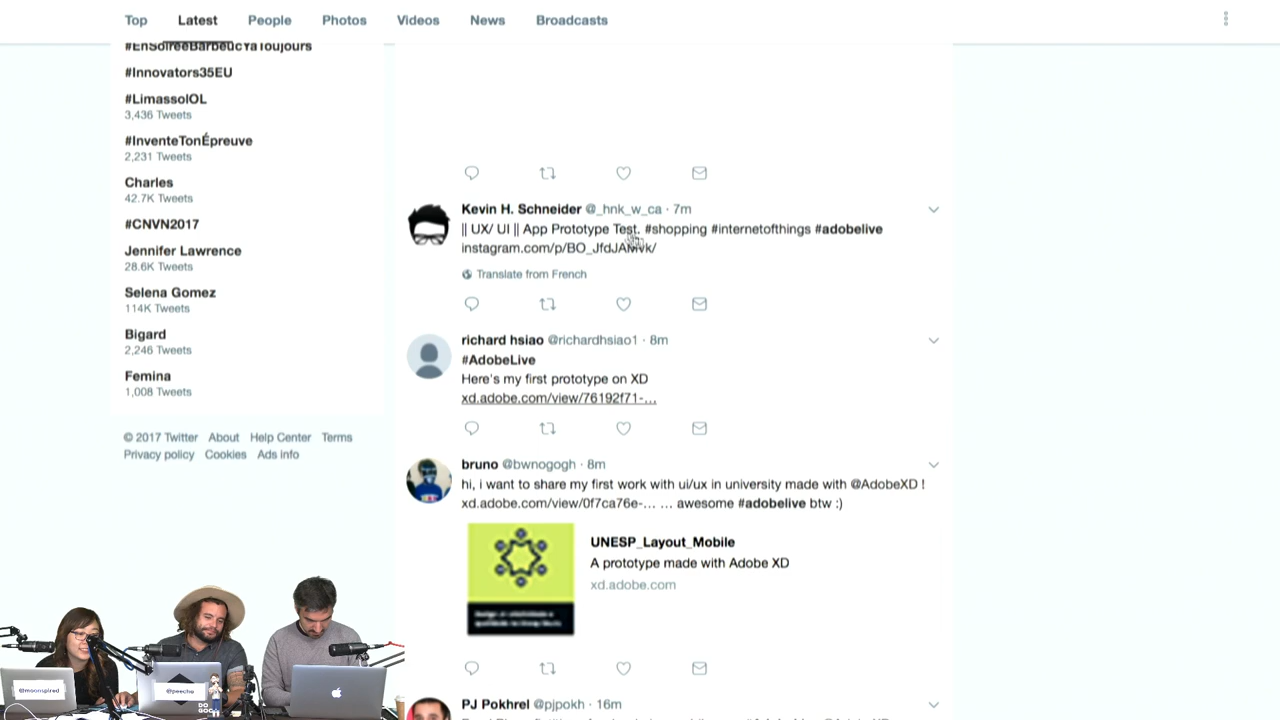 Top Latest People Photos Videos News Broadcasts
#EnSoiréeBarbeucYaToujours
#Innovators35EU
#LimassolOL
3,436 Tweets
#InventeTonÉpreuve
2,231 Tweets
Charles
42.7K Tweets
#CNVN2017
Jennifer Lawrence
28.6K Tweets
Selena Gomez
114K Tweets
Bigard
2,246 Tweets
Femina
1,008 Tweets
© 2017 Twitter About Help Center Terms
Privacy policy Cookies Ads info
Kevin H. Schneider @_hnk_w_ca · 7m
|| UX/ UI || App Prototype Test. #shopping #internetofthings #adobelive
Translate from French
richard hsiao @richardhsiao1 · 8m
#AdobeLive
Here's my first prototype on XD
xd.adobe.com/view/76192f71-...
bruno @bwnogogh · 8m
hi, i want to share my first work with ui/ux in university made with @AdobeXD !
xd.adobe.com/view/0f7ca76e-... ... awesome #adobelive btw :)
UNESP_Layout_Mobile
A prototype made with Adobe XD
xd.adobe.com
PJ Pokhrel @pjpokh · 16m
@moonspired
@peeche